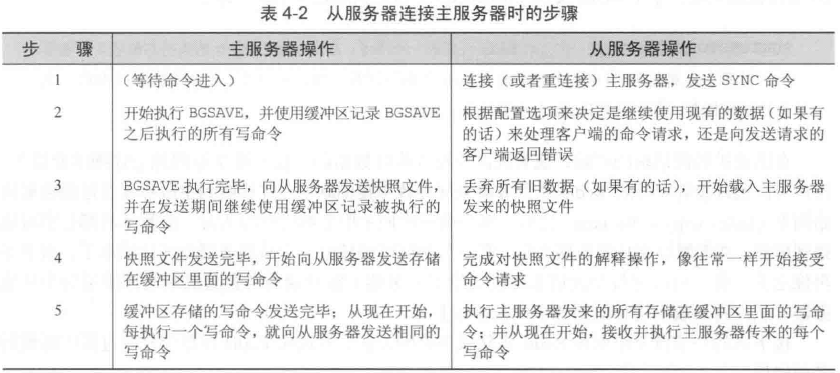 表 4-2 从服务器连接主服务器时的步骤
步 骤 主服务器操作 从服务器操作
1 （等待命令进入） 连接（或者重连接）主服务器，发送 SYNC 命令
2 开始执行 BGSAVE，并使用缓冲区记录 BGSAVE 根据配置选项来决定是继续使用现有的数据（如果有
之后执行的所有写命令 的话）来处理客户端的命令请求，还是向发送请求的
客户端返回错误
3 BGSAVE 执行完毕，向从服务器发送快照文件， 丢弃所有旧数据（如果有的话），开始载入主服务器
并在发送期间继续使用缓冲区记录被执行的 发来的快照文件
写命令
4 快照文件发送完毕，开始向从服务器发送存储 完成对快照文件的解释操作，像往常一样开始接受
在缓冲区里面的写命令 命令请求
5 缓冲区存储的写命令发送完毕；从现在开始， 执行主服务器发来的所有存储在缓冲区里面的写命
每执行一个写命令，就向从服务器发送相同的 令；并从现在开始，接收并执行主服务器传来的每个
写命令 写命令